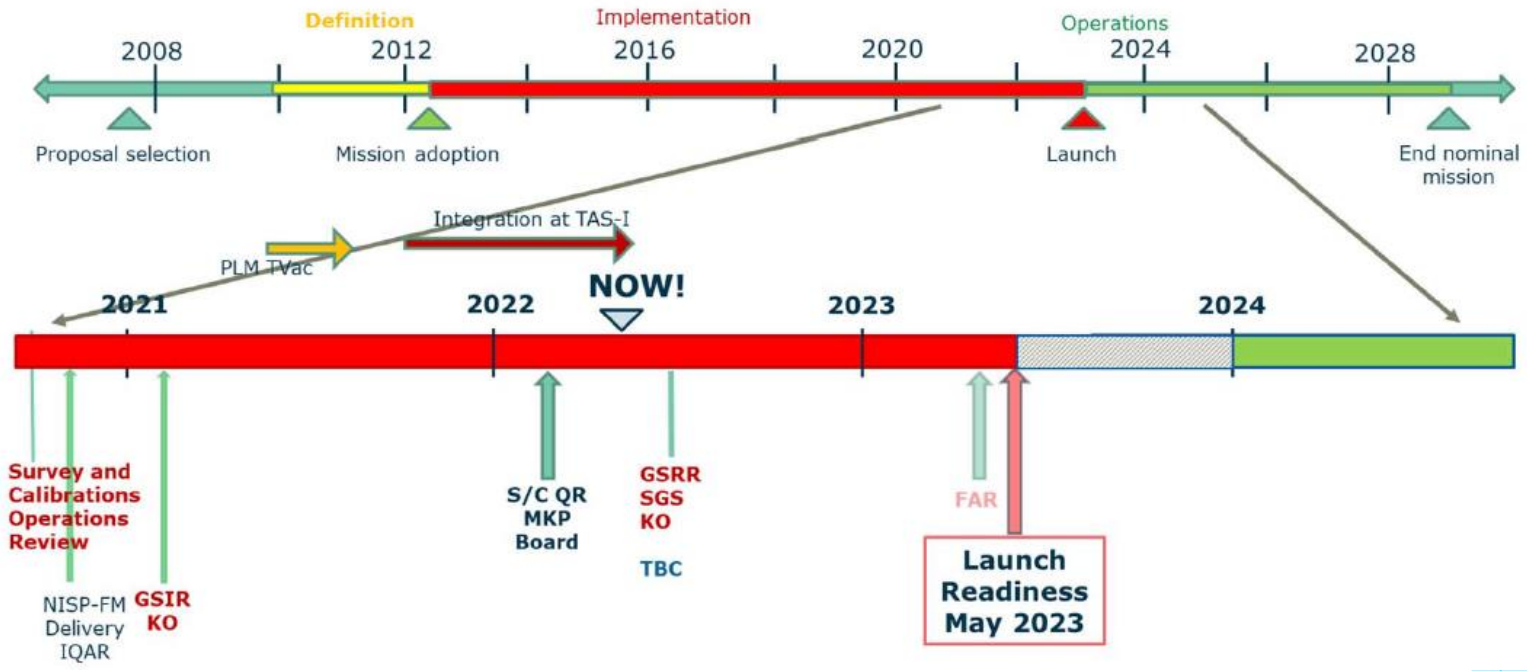 Definition
Implementation
Operations
2008
2012
2016
2020
2024
2028
Proposal selection
Mission adoption
Launch
End nominal
mission
Integration at TAS-I
PLM TVac
NOW!
2021
2022
2023
2024
Survey and
Calibrations
Operations
Review
NISP-FM
Delivery
IQAR
GSIR
KO
S/C QR
MKP
Board
GSRR
SGS
KO
TBC
FAR
Launch
Readiness
May 2023